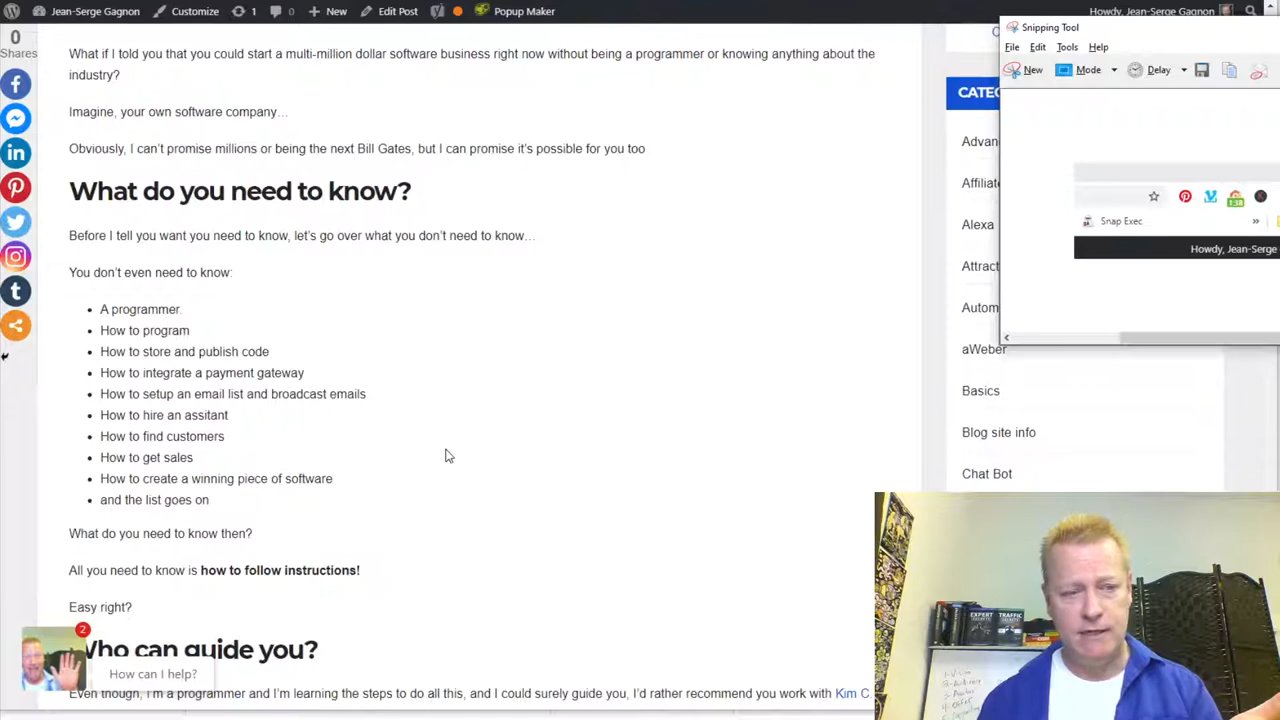 Jean-Serge Gagnon
Customize
1
0
New
Edit Post
Popup Maker
Howdy, Jean-Serge Gagnon
0
Shares
What if I told you that you could start a multi-million dollar software business right now without being a programmer or knowing anything about the
industry?
Imagine, your own software company…
Obviously, I can't promise millions or being the next Bill Gates, but I can promise it's possible for you too
What do you need to know?
Before I tell you want you need to know, let's go over what you don't need to know…
You don't even need to know:
A programmer.
How to program
How to store and publish code
How to integrate a payment gateway
How to setup an email list and broadcast emails
How to hire an assitant
How to find customers
How to get sales
How to create a winning piece of software
and the list goes on
What do you need to know then?
All you need to know is how to follow instructions!
Easy right?
Who can guide you?
Even though, I'm a programmer and I'm learning the steps to do all this, and I could surely guide you, I'd rather recommend you work with Kim C.
2
How can I help?
CATE
Advan
Affiliate
Alexa
Attract
Autom
aWeber
Basics
Blog site info
Chat Bot
Snipping Tool
File Edit Tools Help
New Mode Delay
1:38
Snap Exec
»
Howdy, Jean-Serge
EXPERT
SECRETS
TRAFFIC
SECRETS